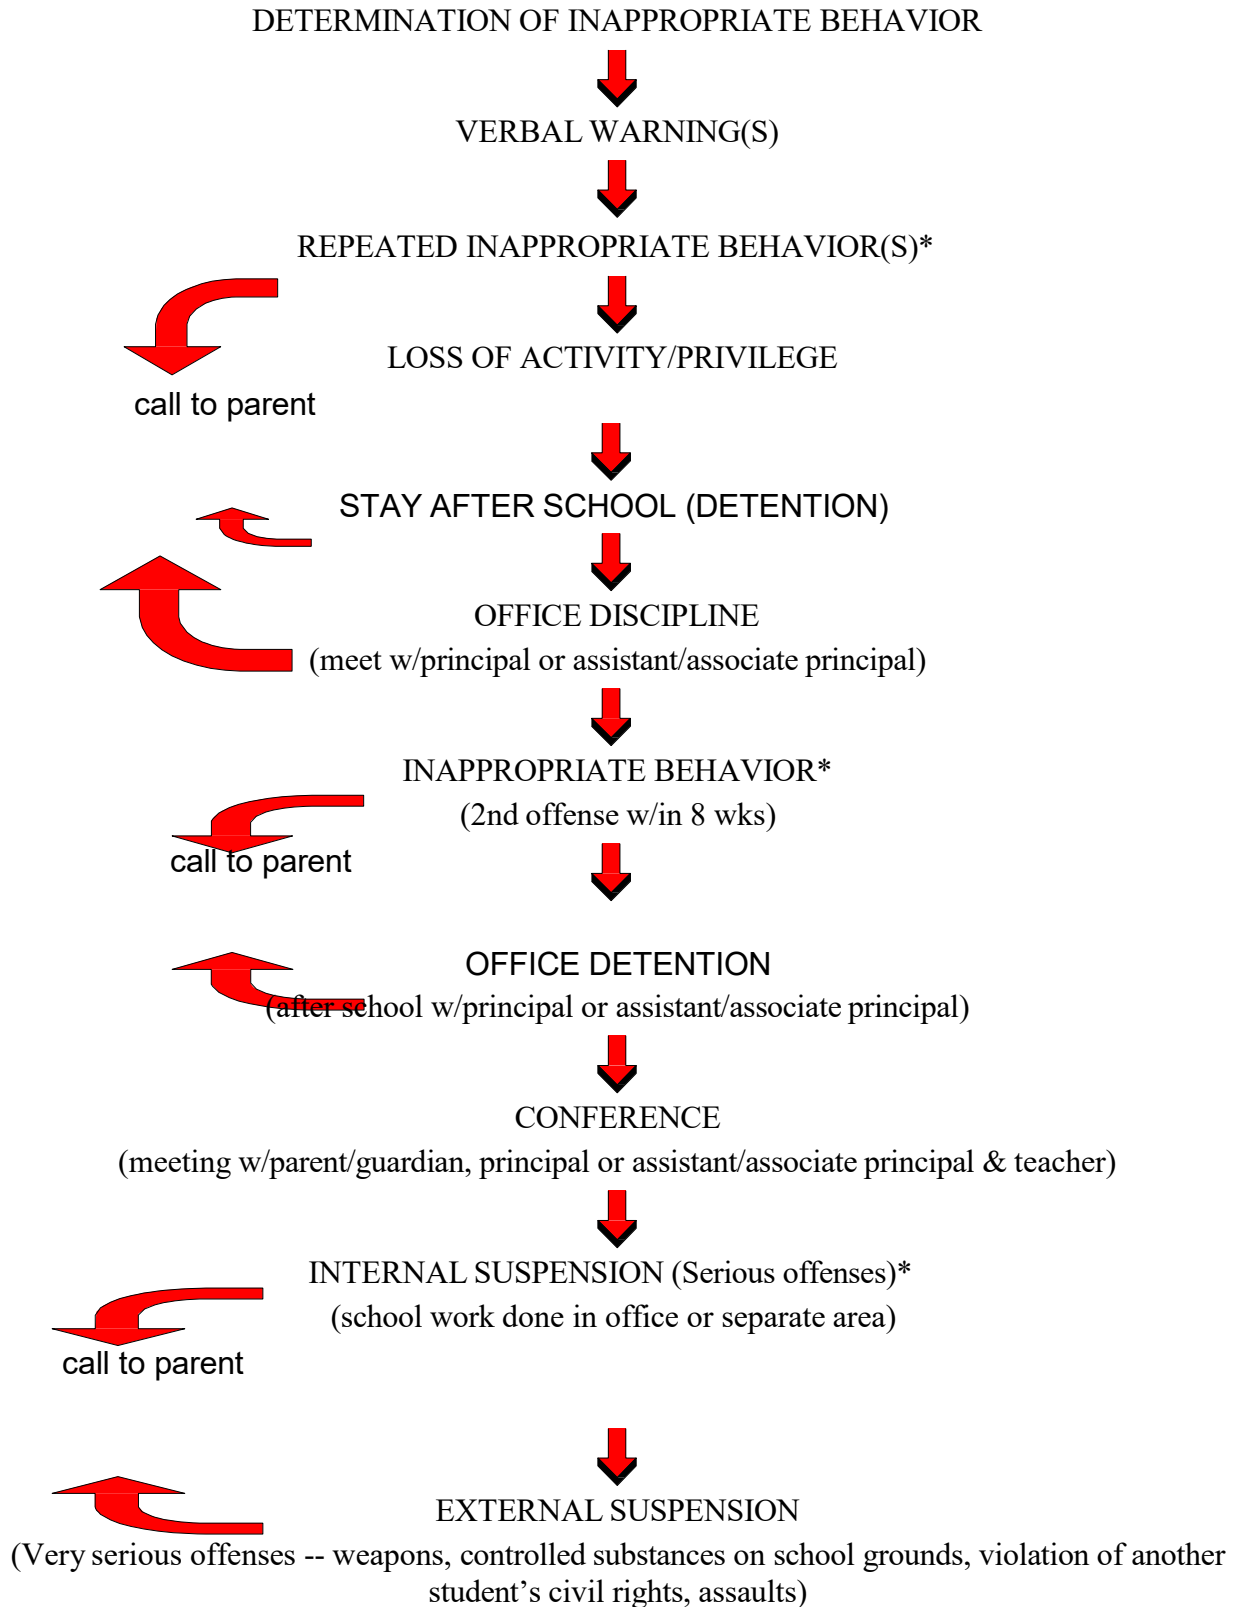 DETERMINATION OF INAPPROPRIATE BEHAVIOR
VERBAL WARNING(S)
REPEATED INAPPROPRIATE BEHAVIOR(S)*
LOSS OF ACTIVITY/PRIVILEGE
call to parent
STAY AFTER SCHOOL (DETENTION)
OFFICE DISCIPLINE
(meet w/principal or assistant/associate principal)
INAPPROPRIATE BEHAVIOR*
(2nd offense w/in 8 wks)
call to parent
OFFICE DETENTION
(after school w/principal or assistant/associate principal)
CONFERENCE
(meeting w/parent/guardian, principal or assistant/associate principal & teacher)
INTERNAL SUSPENSION (Serious offenses)*
(school work done in office or separate area)
call to parent
EXTERNAL SUSPENSION
(Very serious offenses -- weapons, controlled substances on school grounds, violation of another
student’s civil rights, assaults)